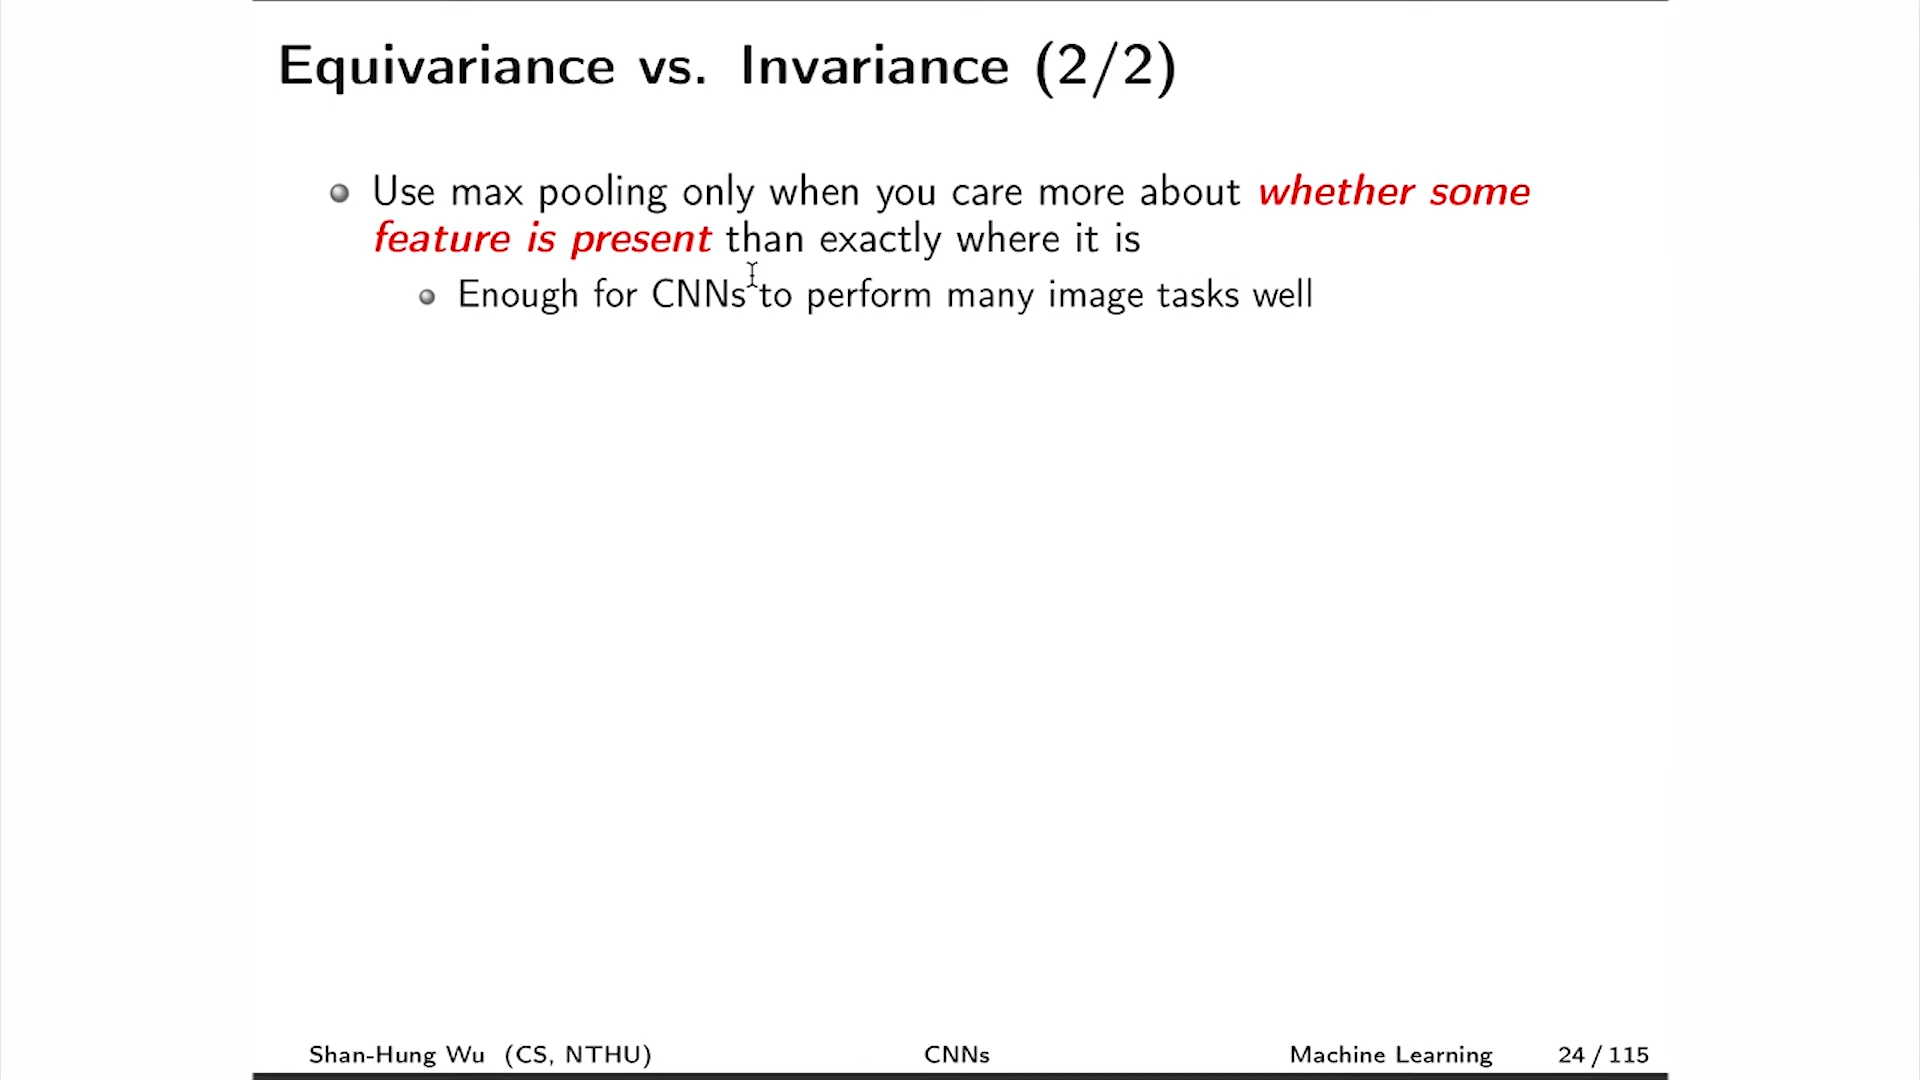 Equivariance vs. Invariance (2/2)
Use max pooling only when you care more about whether some
feature is present than exactly where it is
Enough for CNNs to perform many image tasks well
Shan-Hung Wu (CS, NTHU) CNNs Machine Learning 24 / 115